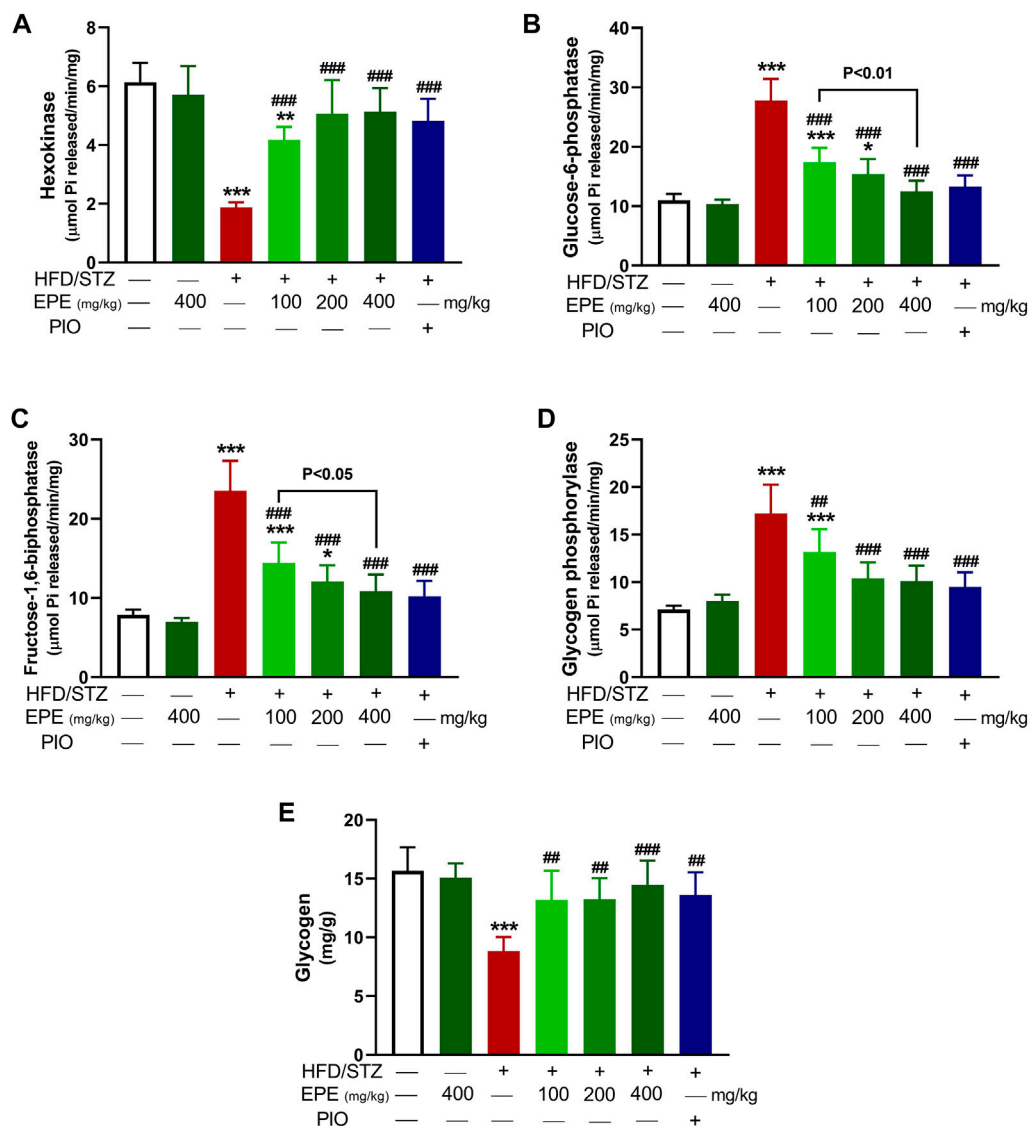 A
Hexokinase
(μmol Pi released/min/mg)
8
6
4
2
0
***
###
**
###
###
###
HFD/STZ — — + + + + +
EPE (mg/kg) — 400 — 100 200 400 — mg/kg
PIO — — — — — — +
B
Glucose-6-phosphatase
(μmol Pi released/min/mg)
40
30
20
10
0
P<0.01
***
###
***
###
*
###
###
HFD/STZ — — + + + + +
EPE (mg/kg) — 400 — 100 200 400 — mg/kg
PIO — — — — — — +
C
Fructose-1,6-biphosphatase
(μmol Pi released/min/mg)
30
20
10
0
P<0.05
***
###
***
###
*
###
###
HFD/STZ — — + + + + +
EPE (mg/kg) — 400 — 100 200 400 — mg/kg
PIO — — — — — — +
D
Glycogen phosphorylase
(μmol Pi released/min/mg)
25
20
15
10
5
0
***
##
***
###
###
###
HFD/STZ — — + + + + +
EPE (mg/kg) — 400 — 100 200 400 — mg/kg
PIO — — — — — — +
E
Glycogen
(mg/g)
20
15
10
5
0
***
##
##
###
##
HFD/STZ — — + + + + +
EPE (mg/kg) — 400 — 100 200 400 — mg/kg
PIO — — — — — — +